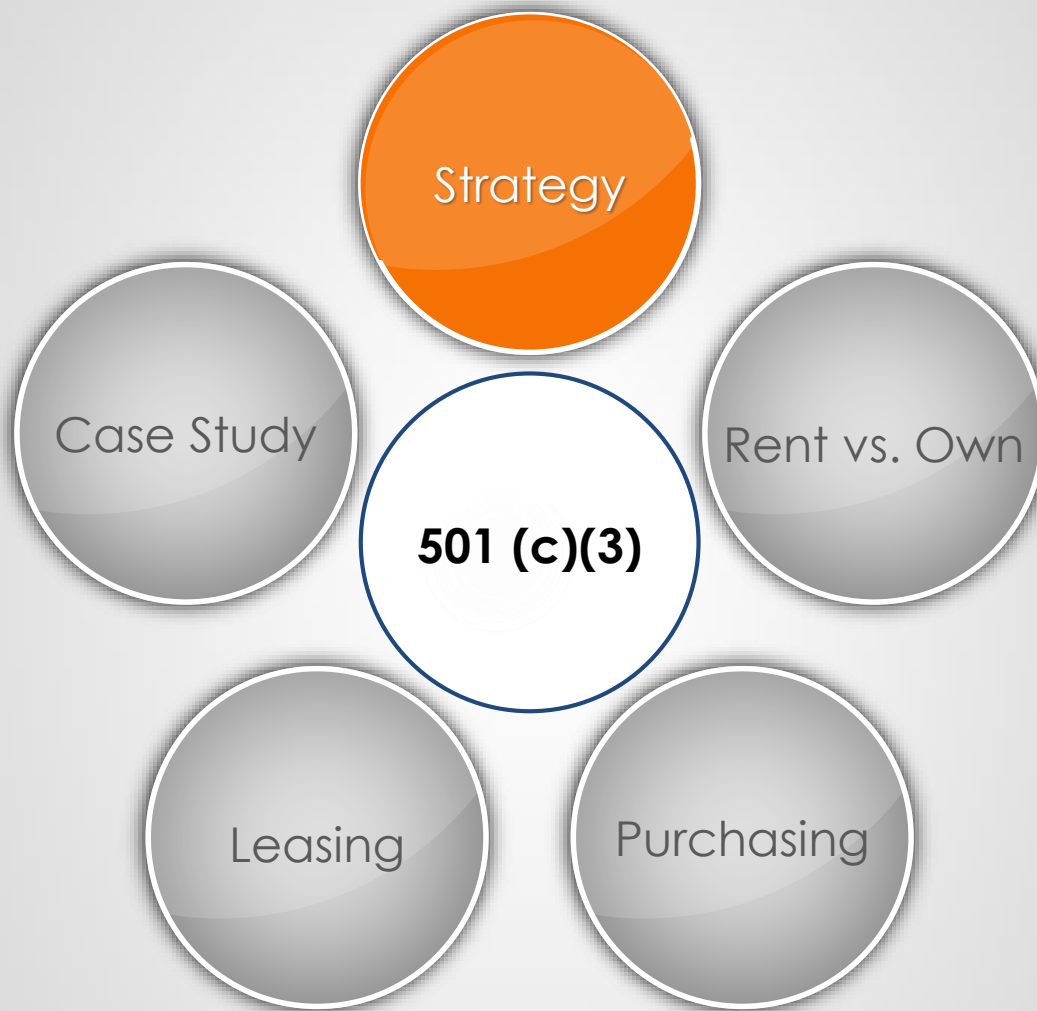 Strategy
Case Study
Rent vs. Own
501 (c)(3)
Leasing
Purchasing